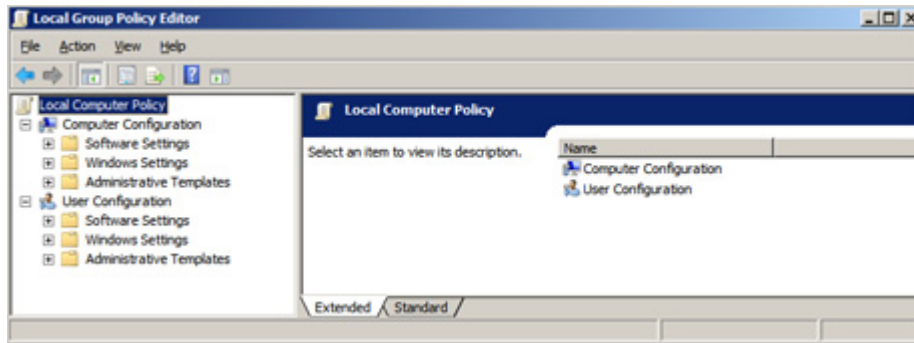 Local Group Policy Editor
File Action View Help
Local Computer Policy
Computer Configuration
Software Settings
Windows Settings
Administrative Templates
User Configuration
Software Settings
Windows Settings
Administrative Templates
Local Computer Policy
Select an item to view its description.
Name
Computer Configuration
User Configuration
Extended Standard